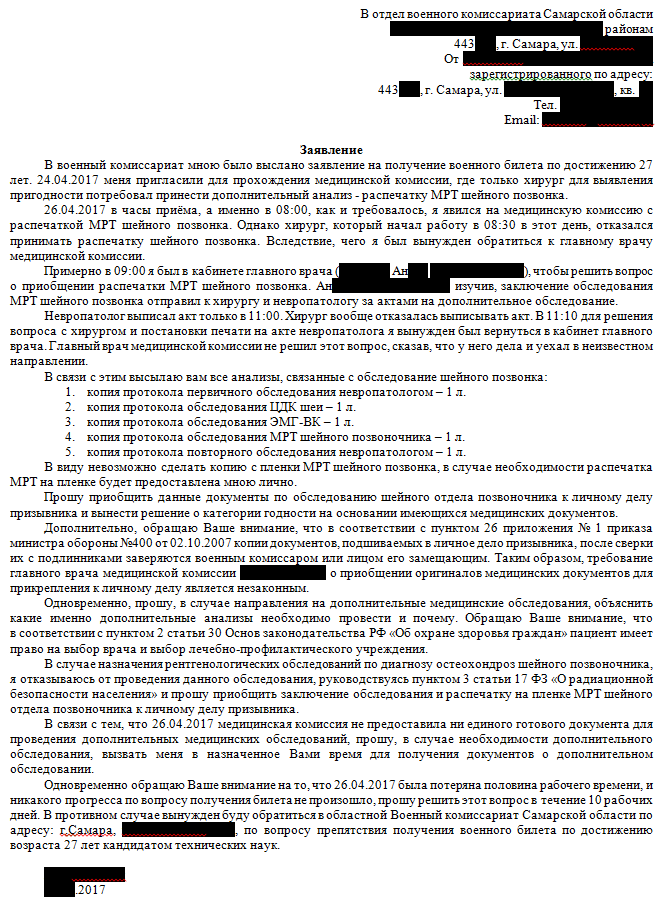 В отдел военного комиссариата Самарской области
районам
443 , г. Самара, ул.
От
зарегистрированного по адресу:
443 , г. Самара, ул. , кв.
Тел.
Email:
Заявление
В военный комиссариат мною было выслано заявление на получение военного билета по достижению 27
лет. 24.04.2017 меня пригласили для прохождения медицинской комиссии, где только хирург для выявления
пригодности потребовал принести дополнительный анализ - распечатку МРТ шейного позвонка.
26.04.2017 в часы приёма, а именно в 08:00, как и требовалось, я явился на медицинскую комиссию с
распечаткой МРТ шейного позвонка. Однако хирург, который начал работу в 08:30 в этот день, отказался
принимать распечатку шейного позвонка. Вследствие, чего я был вынужден обратиться к главному врачу
медицинской комиссии.
Примерно в 09:00 я был в кабинете главного врача ( Ан ), чтобы решить вопрос
о приобщении распечатки МРТ шейного позвонка. Ан изучив, заключение обследования
МРТ шейного позвонка отправил к хирургу и невропатологу за актами на дополнительное обследование.
Невропатолог выписал акт только в 11:00. Хирург вообще отказалась выписывать акт. В 11:10 для решения
вопроса с хирургом и постановки печати на акте невропатолога я вынужден был вернуться в кабинет главного
врача. Главный врач медицинской комиссии не решил этот вопрос, сказав, что у него дела и уехал в неизвестном
направлении.
В связи с этим высылаю вам все анализы, связанные с обследование шейного позвонка:
1. копия протокола первичного обследования невропатологом – 1 л.
2. копия протокола обследования ЦДК шеи – 1 л.
3. копия протокола обследования ЭМГ-ВК – 1 л.
4. копия протокола обследования МРТ шейного позвоночника – 1 л.
5. копия протокола повторного обследования невропатологом – 1 л.
В виду невозможно сделать копию с пленки МРТ шейного позвонка, в случае необходимости распечатка
МРТ на пленке будет предоставлена мною лично.
Прошу приобщить данные документы по обследованию шейного отдела позвоночника к личному делу
призывника и вынести решение о категории годности на основании имеющихся медицинских документов.
Дополнительно, обращаю Ваше внимание, что в соответствии с пунктом 26 приложения № 1 приказа
министра обороны №400 от 02.10.2007 копии документов, подшиваемых в личное дело призывника, после сверки
их с подлинниками заверяются военным комиссаром или лицом его замещающим. Таким образом, требование
главного врача медицинской комиссии о приобщении оригиналов медицинских документов для
прикрепления к личному делу является незаконным.
Одновременно, прошу, в случае направления на дополнительные медицинские обследования, объяснить
какие именно дополнительные анализы необходимо провести и почему. Обращаю Ваше внимание, что
в соответствии с пунктом 2 статьи 30 Основ законодательства РФ «Об охране здоровья граждан» пациент имеет
право на выбор врача и выбор лечебно-профилактического учреждения.
В случае назначения рентгенологических обследований по диагнозу остеохондроз шейного позвоночника,
я отказываюсь от проведения данного обследования, руководствуясь пунктом 3 статьи 17 ФЗ «О радиационной
безопасности населения» и прошу приобщить заключение обследования и распечатку на пленке МРТ шейного
отдела позвоночника к личному делу призывника.
В связи с тем, что 26.04.2017 медицинская комиссия не предоставила ни единого готового документа для
проведения дополнительных медицинских обследований, прошу, в случае необходимости дополнительного
обследования, вызвать меня в назначенное Вами время для получения документов о дополнительном
обследовании.
Одновременно обращаю Ваше внимание на то, что 26.04.2017 была потеряна половина рабочего времени, и
никакого прогресса по вопросу получения билета не произошло, прошу решить этот вопрос в течение 10 рабочих
дней. В противном случае вынужден буду обратиться в областной Военный комиссариат Самарской области по
адресу: г.Самара, , по вопросу препятствия получения военного билета по достижению
возраста 27 лет кандидатом технических наук.
.2017